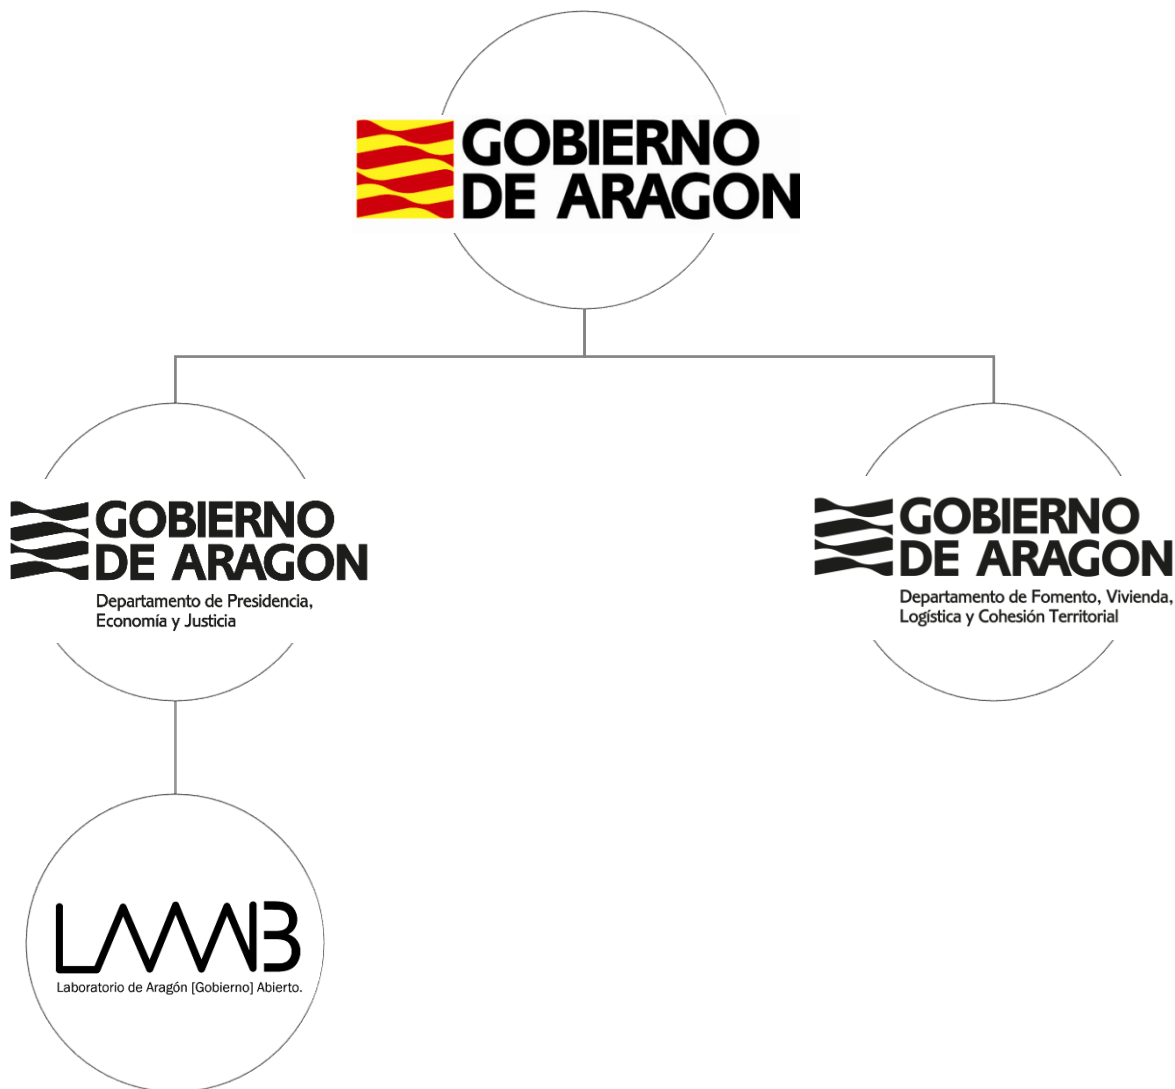 GOBIERNO
DE ARAGON
GOBIERNO
DE ARAGON
Departamento de Presidencia,
Economía y Justicia
GOBIERNO
DE ARAGON
Departamento de Fomento, Vivienda,
Logística y Cohesión Territorial
LAAAB
Laboratorio de Aragón [Gobierno] Abierto.